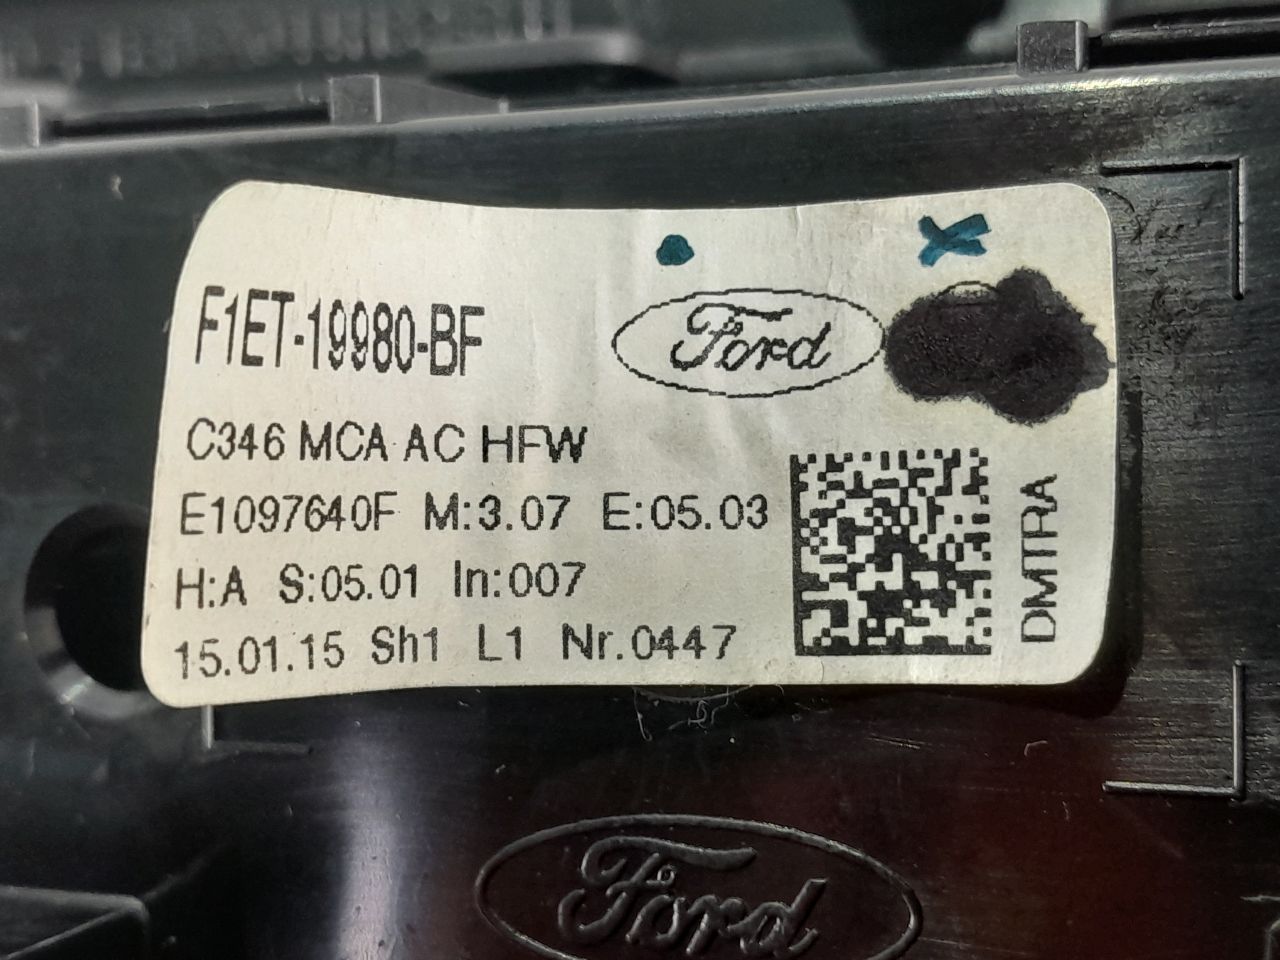 F1ET-19980-BF
Ford
C346 MCA AC HFW
E1097640F M:3.07 E:05.03
H:A S:05.01 In:007
15.01.15 Sh1 L1 Nr.0447
DMTRA
Ford